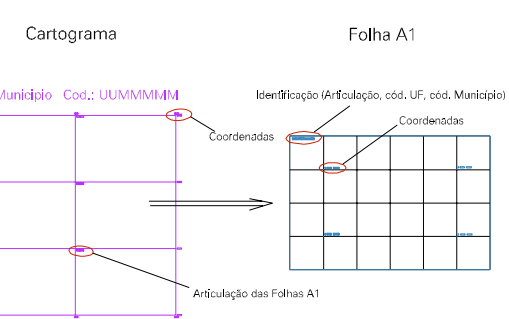 Cartograma
Folha A1
Municipio Cod.: UUMMMMM
Identificação (Articulação, cód. UF, cód. Município)
Coordenadas
Coordenadas
Articulação das Folhas A1